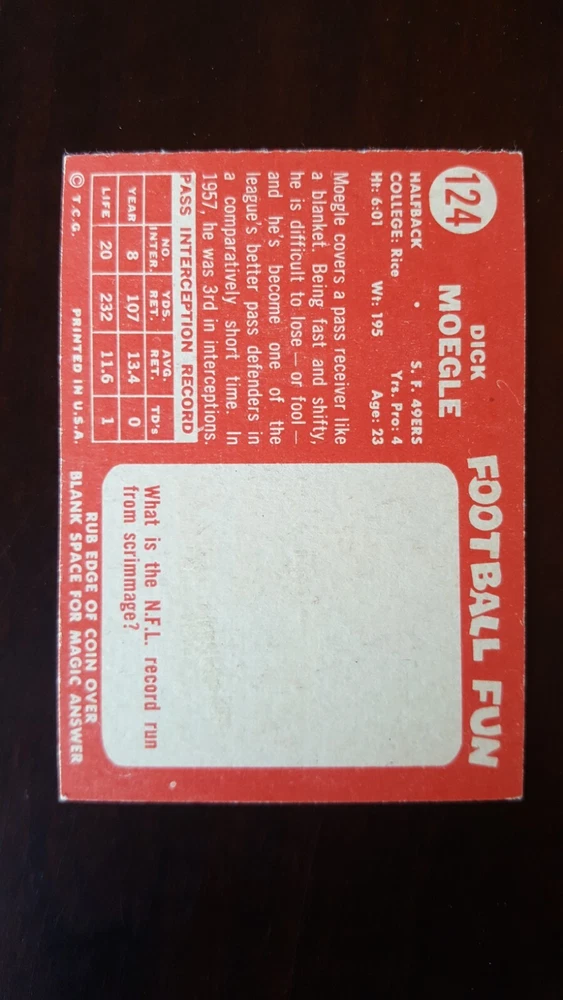 124
DICK
MOEGLE
HALFBACK • S. F. 49ERS
COLLEGE: Rice, Yrs. Pro: 4
Ht: 6:01 Wt: 195 Age: 23
Moegle covers a pass receiver like
a blanket. Being fast and shifty,
he is difficult to lose — or fool —
and he's become one of the
league's better pass defenders in
a comparatively short time. In
1957, he was 3rd in interceptions.
PASS INTERCEPTION RECORD
NO. INTER. YDS. RET. AVG. RET. TD's
YEAR 8 107 13.4 0
LIFE 20 232 11.6 1
© T.C.G. PRINTED IN U.S.A.
FOOTBALL FUN
What is the N.F.L. record run
from scrimmage?
RUB EDGE OF COIN OVER
BLANK SPACE FOR MAGIC ANSWER